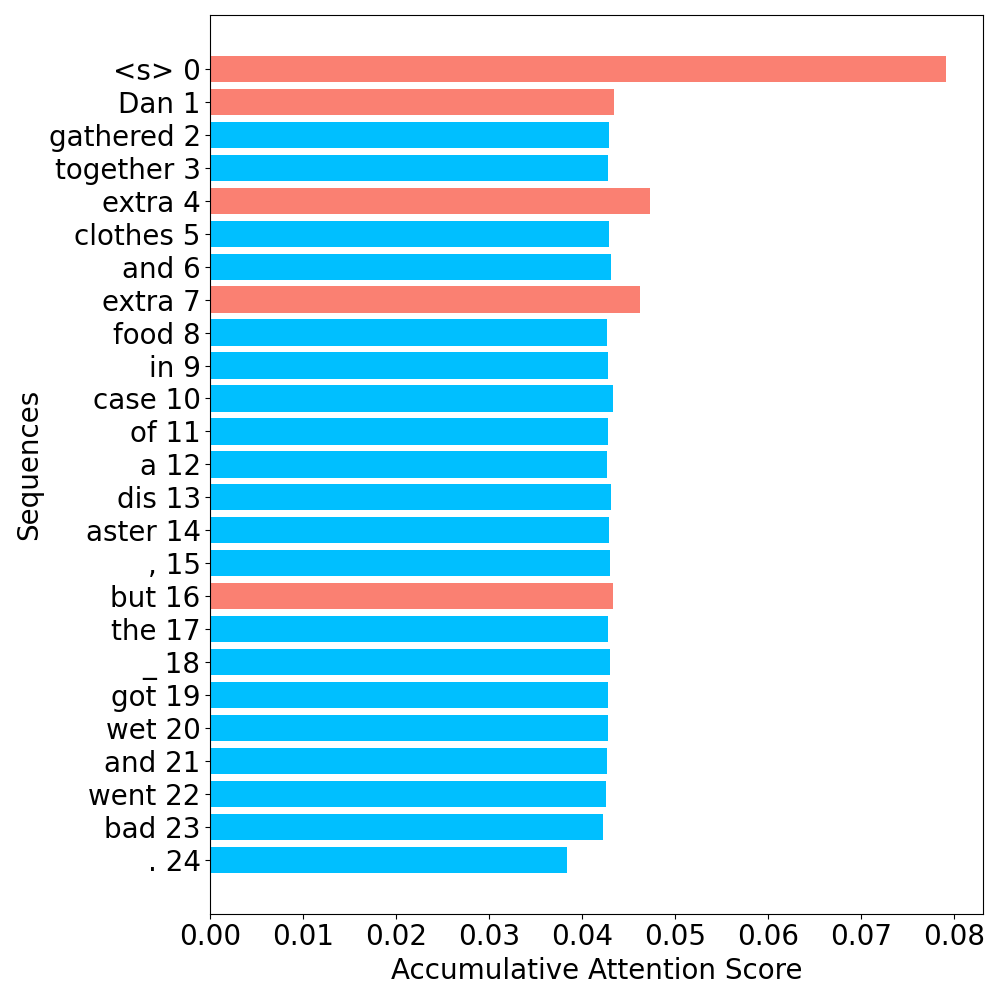 <s> 0
Dan 1
gathered 2
together 3
extra 4
clothes 5
and 6
extra 7
food 8
in 9
case 10
of 11
a 12
dis 13
aster 14
, 15
but 16
the 17
_ 18
got 19
wet 20
and 21
went 22
bad 23
. 24
Sequences
0.00 0.01 0.02 0.03 0.04 0.05 0.06 0.07 0.08
Accumulative Attention Score